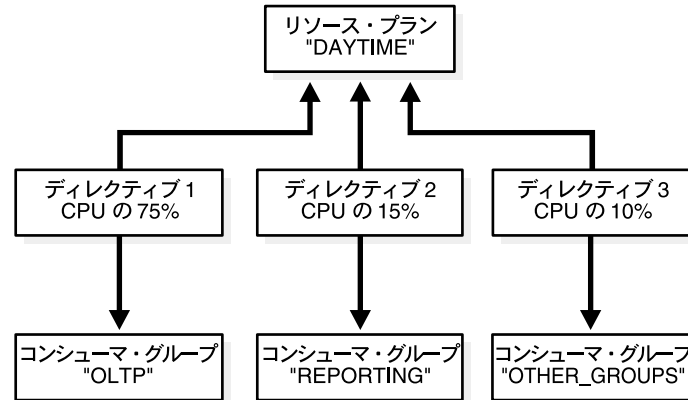 リソース・プラン
"DAYTIME"
ディレクティブ 1
CPU の 75%
ディレクティブ 2
CPU の 15%
ディレクティブ 3
CPU の 10%
コンシューマ・グループ
"OLTP"
コンシューマ・グループ
"REPORTING"
コンシューマ・グループ
"OTHER_GROUPS"